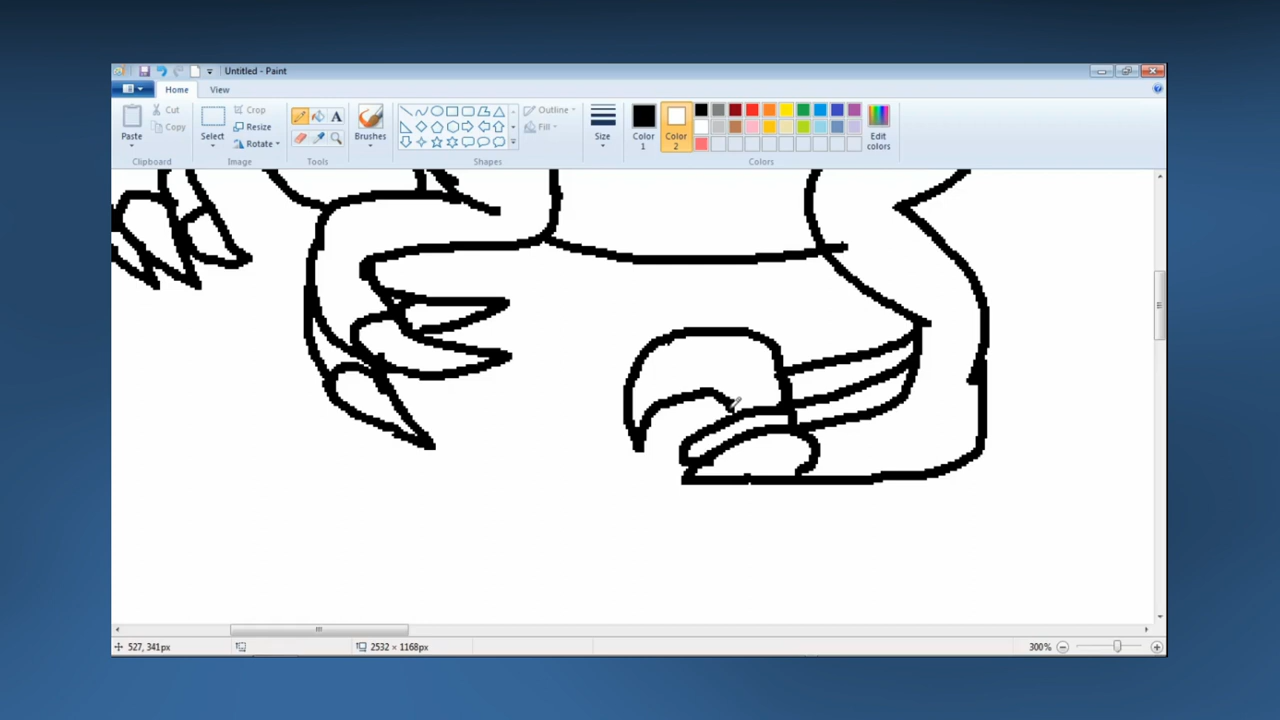 Untitled - Paint
Home View
Paste Cut Copy
Clipboard
Select Crop Resize Rotate
Image
A
Tools
Brushes
Outline Fill
Shapes
Size
Color 1
Color 2
Edit colors
Colors
527, 341px
2532 × 1168px
300%